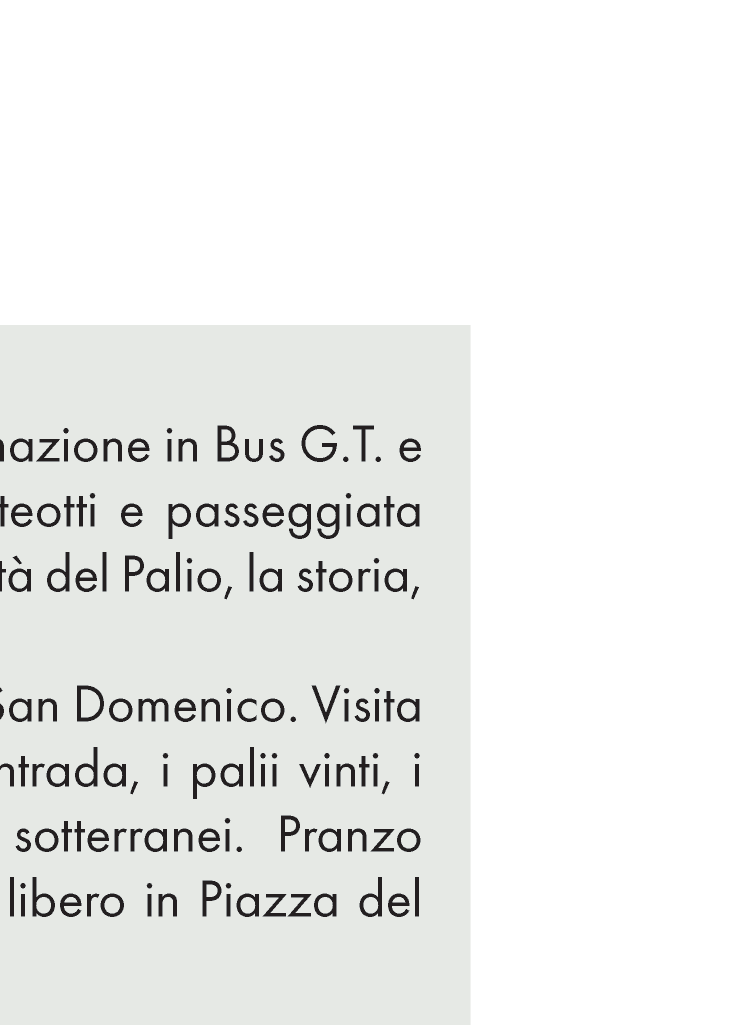 nazione in Bus G.T. e
teotti e passeggiata
tà del Palio, la storia,
San Domenico. Visita
ntrada, i palii vinti, i
sotterranei. Pranzo
libero in Piazza del